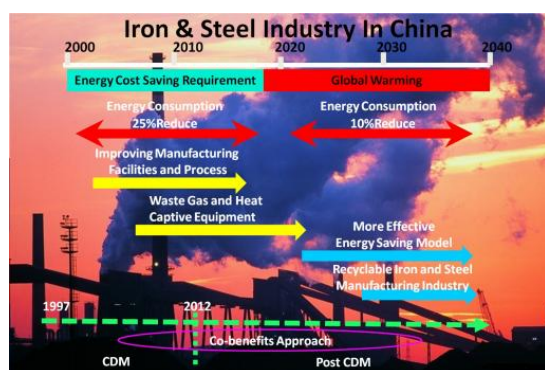 Iron & Steel Industry In China
2000 2010 2020 2030 2040
Energy Cost Saving Requirement Global Warming
Energy Consumption
25%Reduce
Energy Consumption
10%Reduce
Improving Manufacturing
Facilities and Process
Waste Gas and Heat
Captive Equipment
More Effective
Energy Saving Model
Recyclable Iron and Steel
Manufacturing Industry
1997 2012
Co-benefits Approach
CDM Post CDM